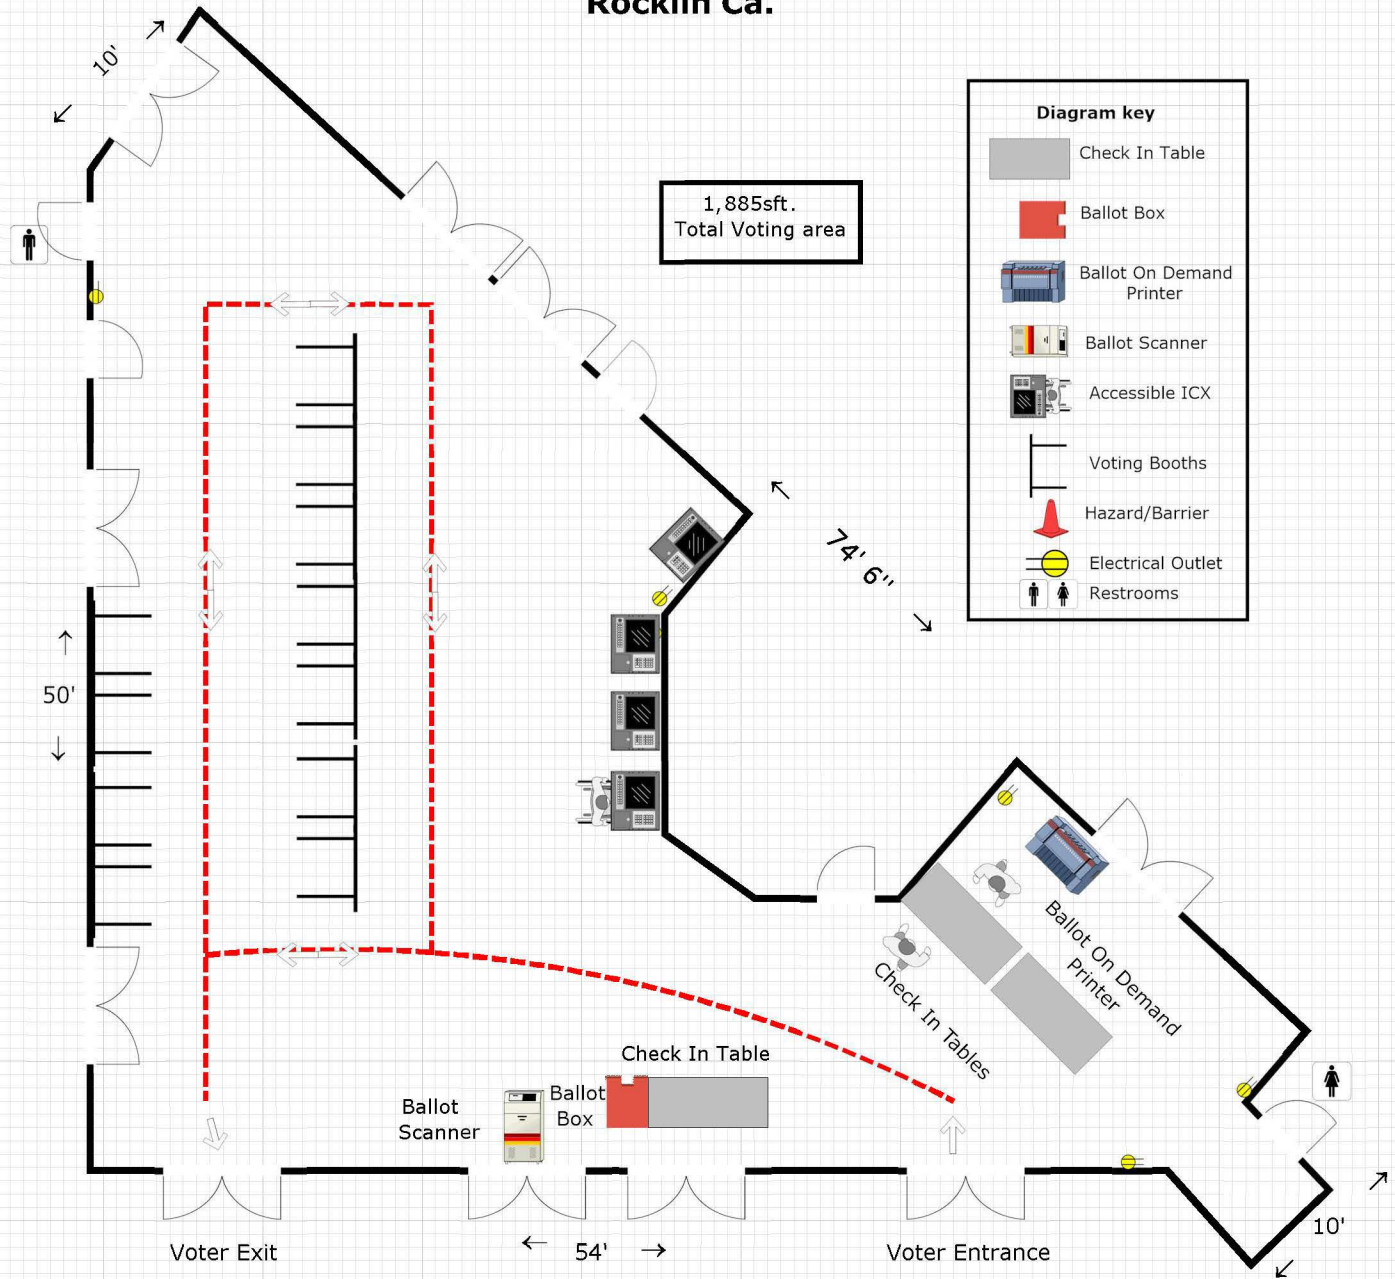 Rocklin Ca.
10'
Diagram key
Check In Table
Ballot Box
Ballot On Demand
Printer
Ballot Scanner
Accessible ICX
Voting Booths
Hazard/Barrier
Electrical Outlet
Restrooms
1,885sft.
Total Voting area
74' 6''
50'
Ballot On Demand
Printer
Check In Tables
Check In Table
Ballot
Box
Ballot
Scanner
10'
Voter Exit
54'
Voter Entrance